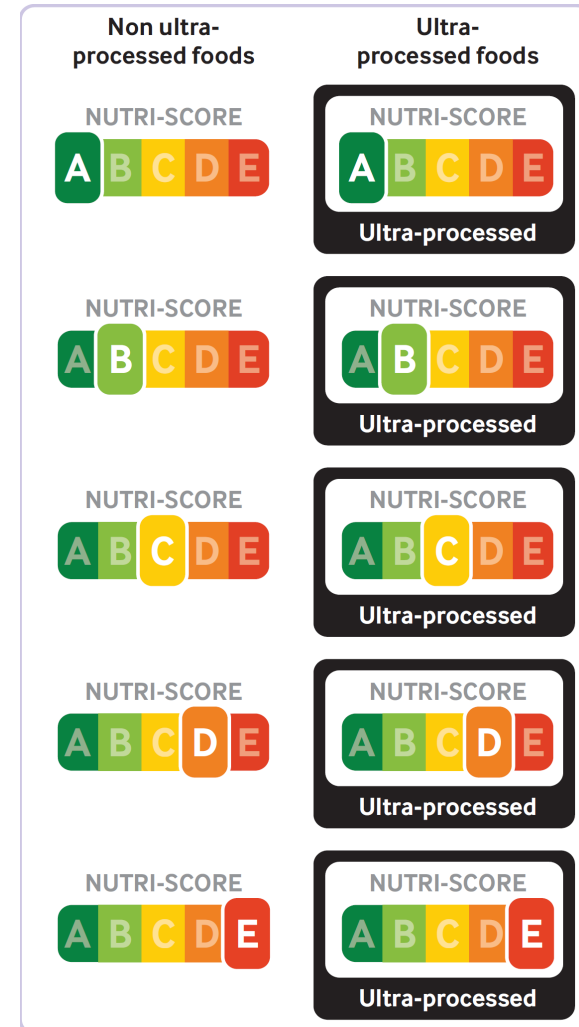 Non ultra-
processed foods
Ultra-
processed foods
NUTRI-SCORE
A B C D E
NUTRI-SCORE
A B C D E
Ultra-processed
NUTRI-SCORE
A B C D E
NUTRI-SCORE
A B C D E
Ultra-processed
NUTRI-SCORE
A B C D E
NUTRI-SCORE
A B C D E
Ultra-processed
NUTRI-SCORE
A B C D E
NUTRI-SCORE
A B C D E
Ultra-processed
NUTRI-SCORE
A B C D E
NUTRI-SCORE
A B C D E
Ultra-processed